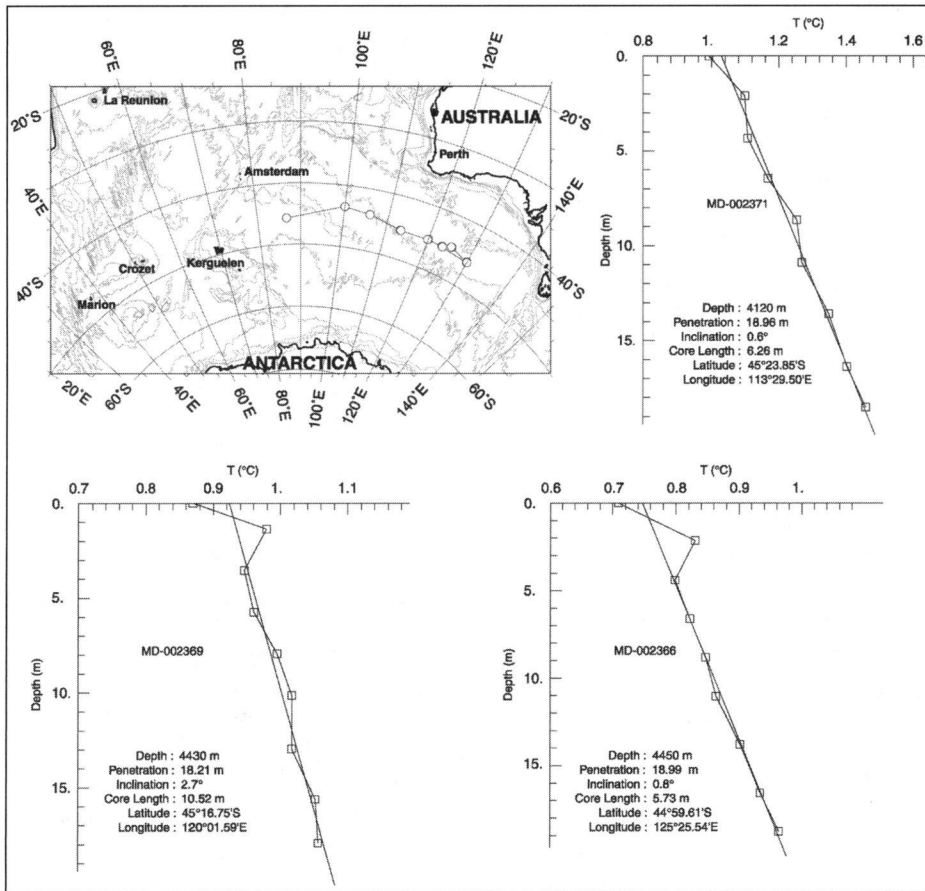 60°E
80°E
100°E
120°E
20°S
La Reunion
AUSTRALIA
20°S
Perth
40°E
Amsterdam
140°E
Crozet
Kerguelen
40°S
40°S
Marion
ANTARCTICA
20°E
60°S
40°E
60°E
80°E
100°E
120°E
140°E
60°S
T (°C)
0.8 1. 1.2 1.4 1.6
0.
5.
10.
15.
Depth (m)
MD-002371
Depth : 4120 m
Penetration : 18.96 m
Inclination : 0.6°
Core Length : 6.26 m
Latitude : 45°23.85'S
Longitude : 113°29.50'E
T (°C)
0.7 0.8 0.9 1. 1.1
0.
5.
10.
15.
Depth (m)
MD-002369
Depth : 4430 m
Penetration : 18.21 m
Inclination : 2.7°
Core Length : 10.52 m
Latitude : 45°16.75'S
Longitude : 120°01.59'E
T (°C)
0.6 0.7 0.8 0.9 1.
0.
5.
10.
15.
Depth (m)
MD-002366
Depth : 4450 m
Penetration : 18.99 m
Inclination : 0.8°
Core Length : 5.73 m
Latitude : 44°59.61'S
Longitude : 125°25.54'E